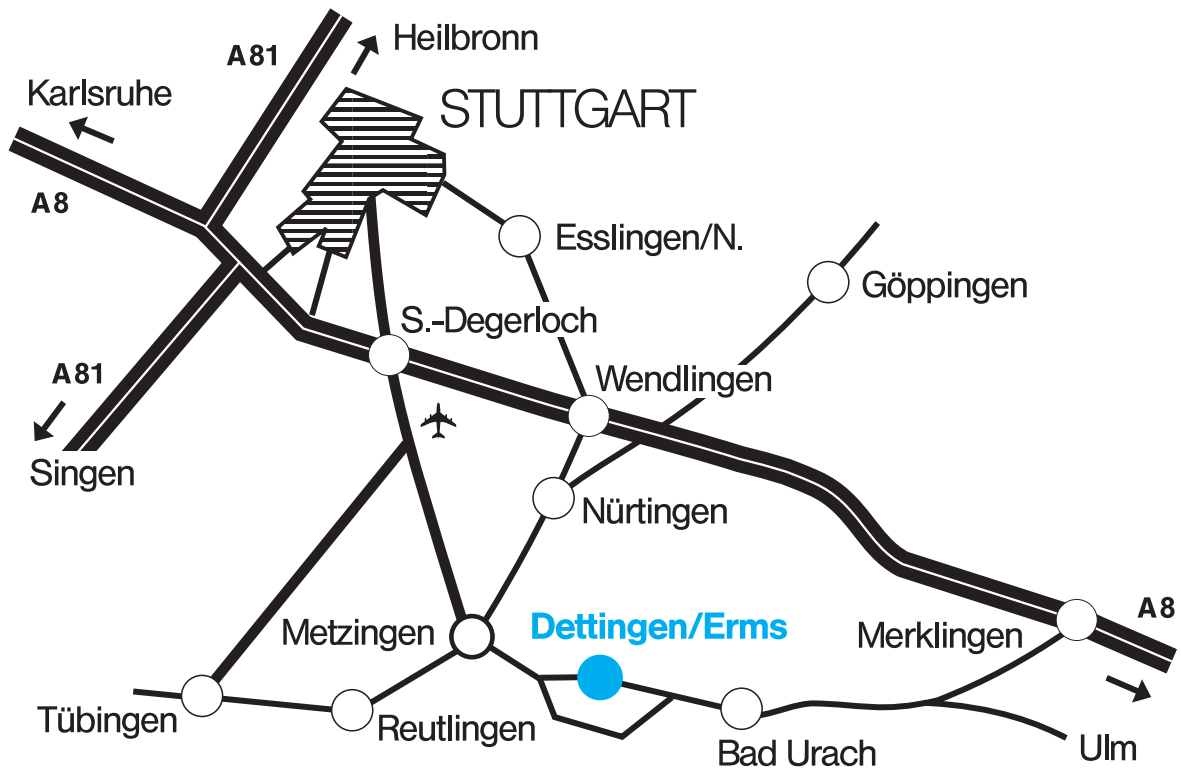 A81
Heilbronn
Karlsruhe
STUTTGART
A8
Esslingen/N.
Göppingen
S.-Degerloch
A81
Wendlingen
Singen
Nürtingen
Metzingen
Dettingen/Erms
A8
Merklingen
Tübingen
Reutlingen
Bad Urach
Ulm